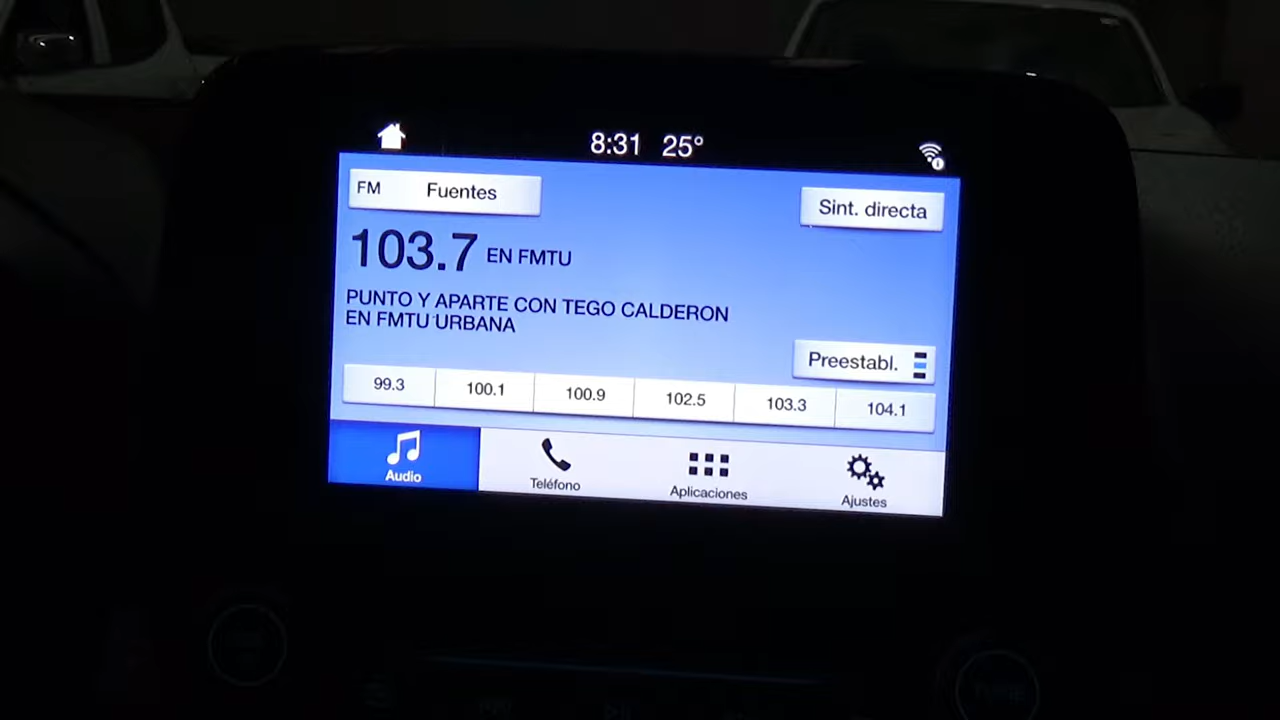 8:31 25°
FM Fuentes
Sint. directa
103.7 EN FMTU
PUNTO Y APARTE CON TEGO CALDERON
EN FMTU URBANA
Preestabl.
99.3 100.1 100.9 102.5 103.3 104.1
Audio Teléfono Aplicaciones Ajustes